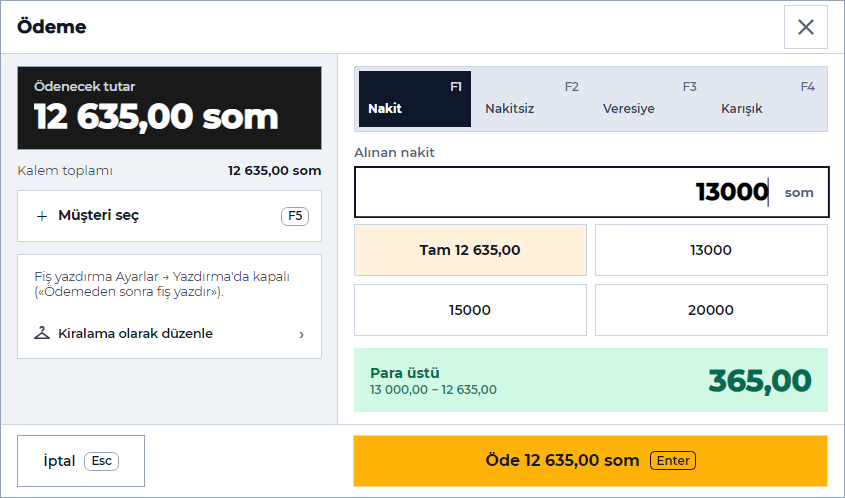 Ödeme
Ödenecek tutar
12 635,00 som
Kalem toplamı 12 635,00 som
+ Müşteri seç F5
Fiş yazdırma Ayarlar → Yazdırma'da kapalı
(«Ödemeden sonra fiş yazdır»).
Kiralama olarak düzenle ›
F1 F2 F3 F4
Nakit Nakitsiz Veresiye Karışık
Alınan nakit
13000 som
Tam 12 635,00 13000
15000 20000
Para üstü
13 000,00 − 12 635,00
365,00
İptal Esc
Öde 12 635,00 som Enter